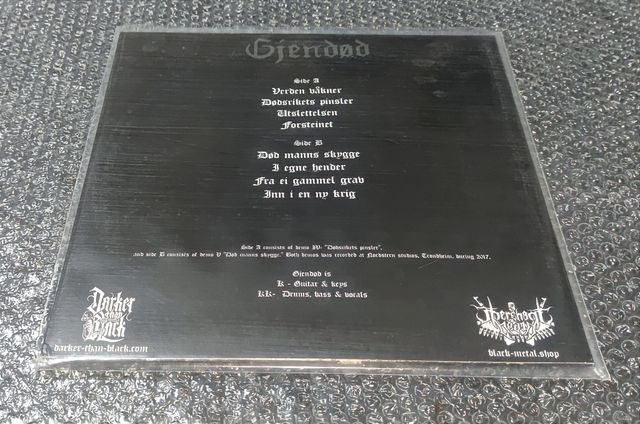 Gjendød
Side A
Verden våkner
Dødsrikets pinsler
Utslettelsen
Forsteinet
Side B
Død manns skygge
I egne hender
Fra ei gammel grav
Inn i en ny krig
Side A consists of demo IV- "Dødsrikets pinsler",
and side B consists of demo V "Død manns skygge." Both demos was recorded at Nordstern studios, Trondheim, during 2017.
Gjendød is
K - Guitar & keys
KK- Drums, bass & vocals
Darker
than
Black
darker-than-black.com
black-metal.shop